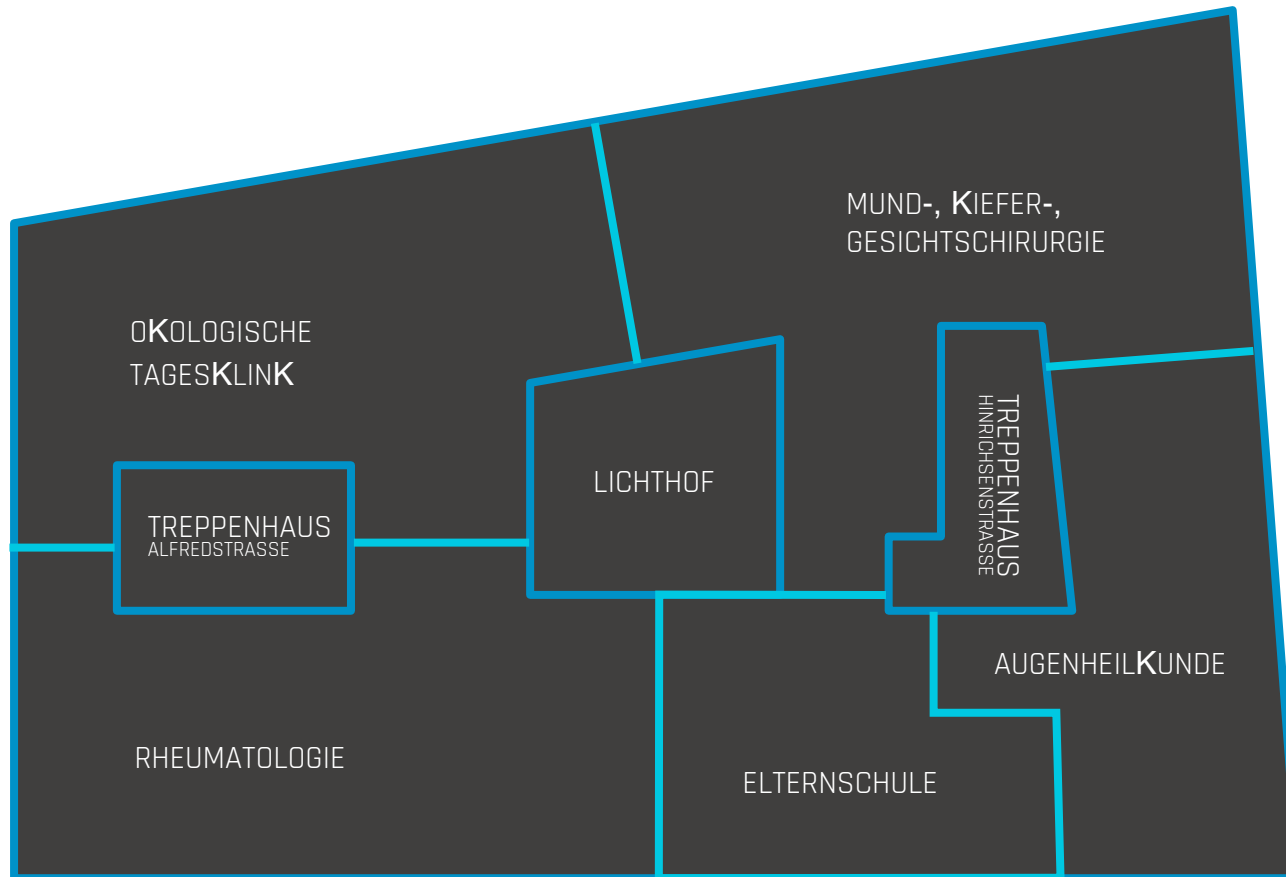 MUND-, KIEFER-,
GESICHTSCHIRURGIE
OKOLOGISCHE
TAGESKLINK
TREPPENHAUS
HINRICHSENSTRASSE
LICHTHOF
TREPPENHAUS
ALFREDSTRASSE
AUGENHEILKUNDE
RHEUMATOLOGIE
ELTERNSCHULE